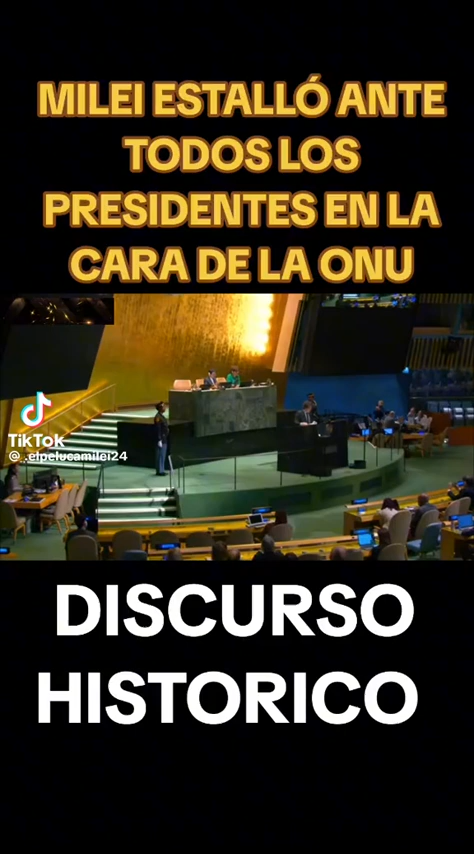 MILEI ESTALLÓ ANTE
TODOS LOS
PRESIDENTES EN LA
CARA DE LA ONU
TikTok
@_elpelucamilei24
DISCURSO
HISTORICO